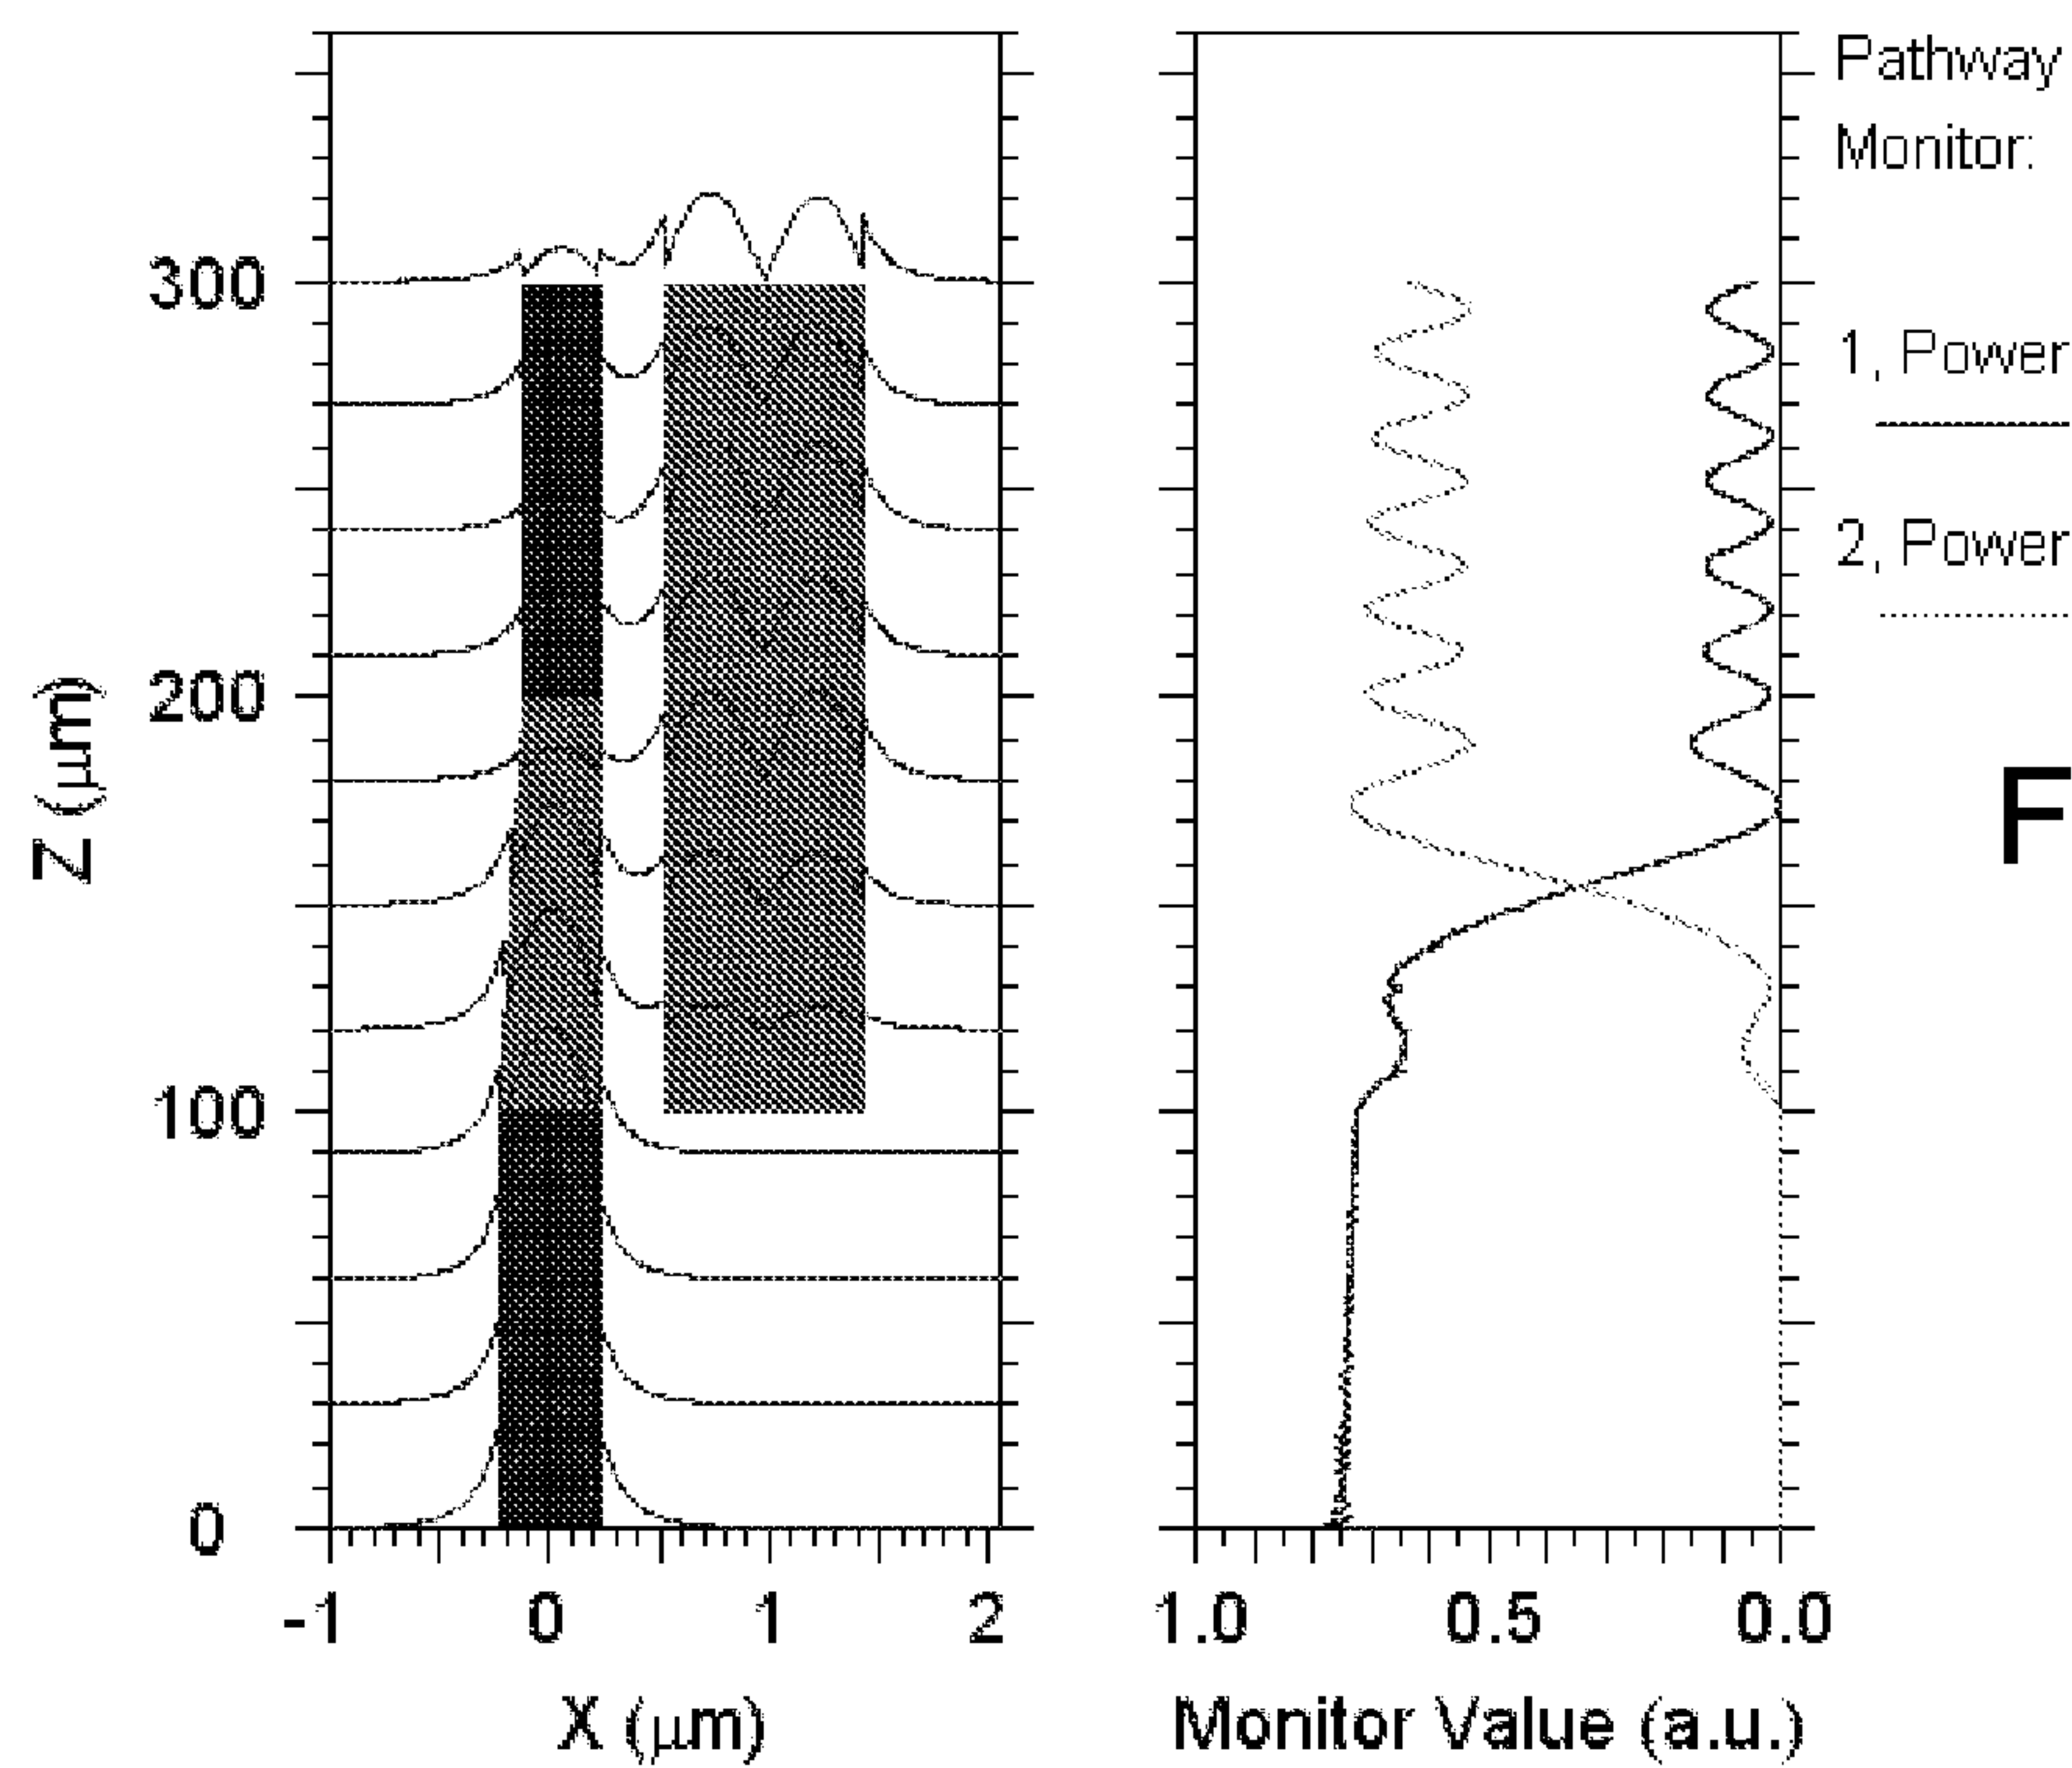 Pathway
Monitor:
300
1, Power
2, Power
200
Z (μm)
F
100
0
-1 0 1 2
1.0 0.5 0.0
X (μm)
Monitor Value (a.u.)